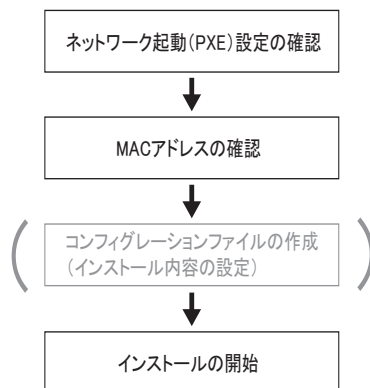 ネットワーク起動(PXE)設定の確認
MACアドレスの確認
コンフィグレーションファイルの作成
(インストール内容の設定)
インストールの開始